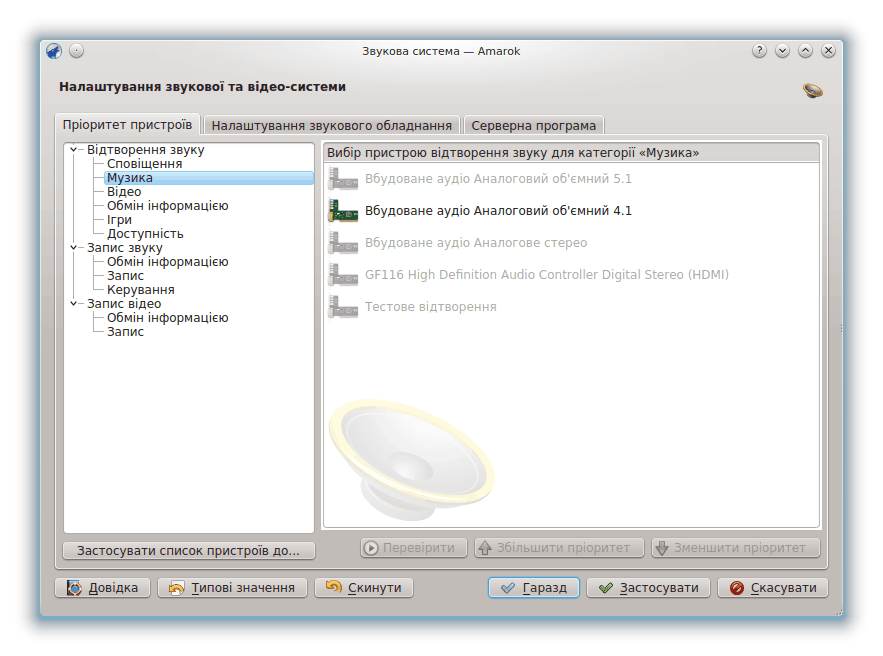 Звукова система — Amarok
Налаштування звукової та відео-системи
Пріоритет пристроїв
Налаштування звукового обладнання
Серверна програма
Відтворення звуку
Сповіщення
Музика
Відео
Обмін інформацією
Ігри
Доступність
Запис звуку
Обмін інформацією
Запис
Керування
Запис відео
Обмін інформацією
Запис
Застосувати список пристроїв до...
Вибір пристрою відтворення звуку для категорії «Музика»
Вбудоване аудіо Аналоговий об'ємний 5.1
Вбудоване аудіо Аналоговий об'ємний 4.1
Вбудоване аудіо Аналогове стерео
GF116 High Definition Audio Controller Digital Stereo (HDMI)
Тестове відтворення
Перевірити
Збільшити пріоритет
Зменшити пріоритет
Довідка
Типові значення
Скинути
Гаразд
Застосувати
Скасувати